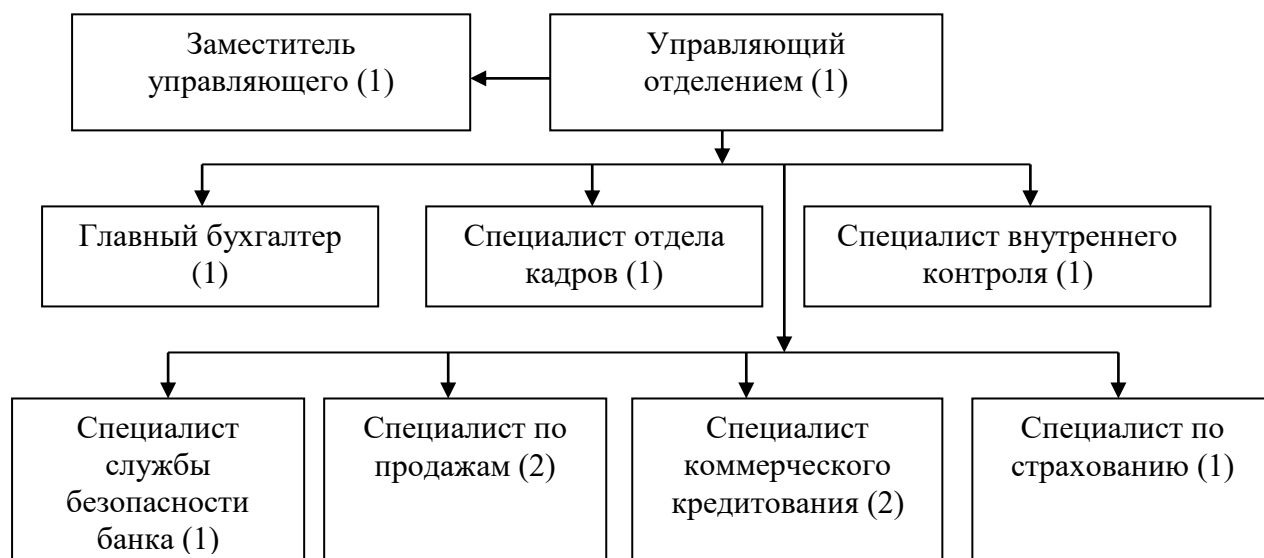 Заместитель
управляющего (1)
Управляющий
отделением (1)
Главный бухгалтер
(1)
Специалист отдела
кадров (1)
Специалист внутреннего
контроля (1)
Специалист
службы
безопасности
банка (1)
Специалист по
продажам (2)
Специалист
коммерческого
кредитования (2)
Специалист по
страхованию (1)